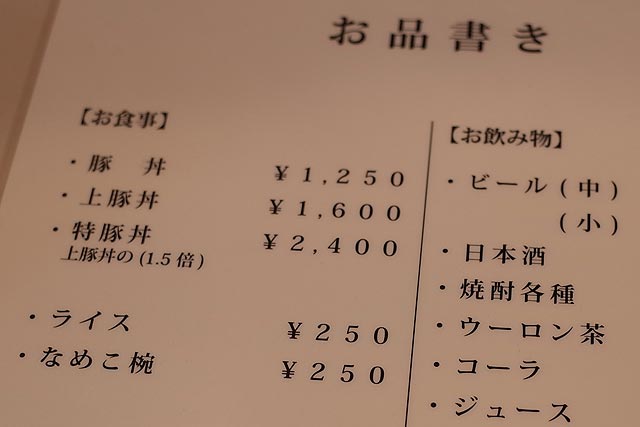 お品書き
【お食事】
・豚　丼 ¥1,250
・上豚丼 ¥1,600
・特豚丼 ¥2,400
上豚丼の(1.5倍)
・ライス ¥250
・なめこ椀 ¥250
【お飲み物】
・ビール(中)
(小)
・日本酒
・焼酎各種
・ウーロン茶
・コーラ
・ジュース